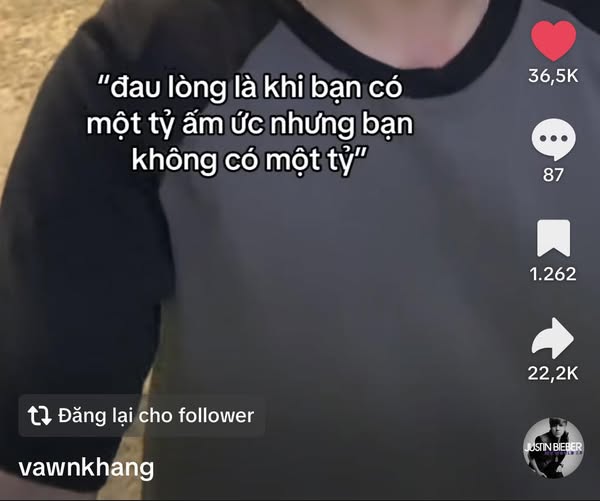 “đau lòng là khi bạn có
một tỷ ấm ức nhưng bạn
không có một tỷ”
36,5K
87
1.262
22,2K
Đăng lại cho follower
vawnkhang
JUSTIN BIEBER